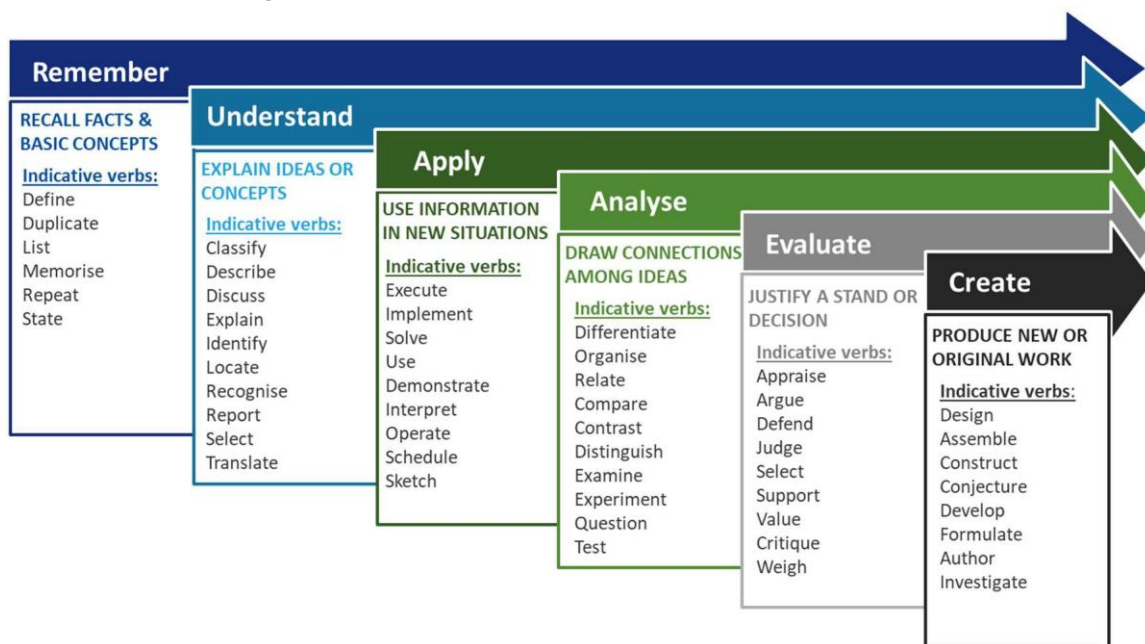 Remember
RECALL FACTS &
BASIC CONCEPTS
Indicative verbs:
Define
Duplicate
List
Memorise
Repeat
State
Understand
EXPLAIN IDEAS OR
CONCEPTS
Indicative verbs:
Classify
Describe
Discuss
Explain
Identify
Locate
Recognise
Report
Select
Translate
Apply
USE INFORMATION
IN NEW SITUATIONS
Indicative verbs:
Execute
Implement
Solve
Use
Demonstrate
Interpret
Operate
Schedule
Sketch
Analyse
DRAW CONNECTIONS
AMONG IDEAS
Indicative verbs:
Differentiate
Organise
Relate
Compare
Contrast
Distinguish
Examine
Experiment
Question
Test
Evaluate
JUSTIFY A STAND OR
DECISION
Indicative verbs:
Appraise
Argue
Defend
Judge
Select
Support
Value
Critique
Weigh
Create
PRODUCE NEW OR
ORIGINAL WORK
Indicative verbs:
Design
Assemble
Construct
Conjecture
Develop
Formulate
Author
Investigate